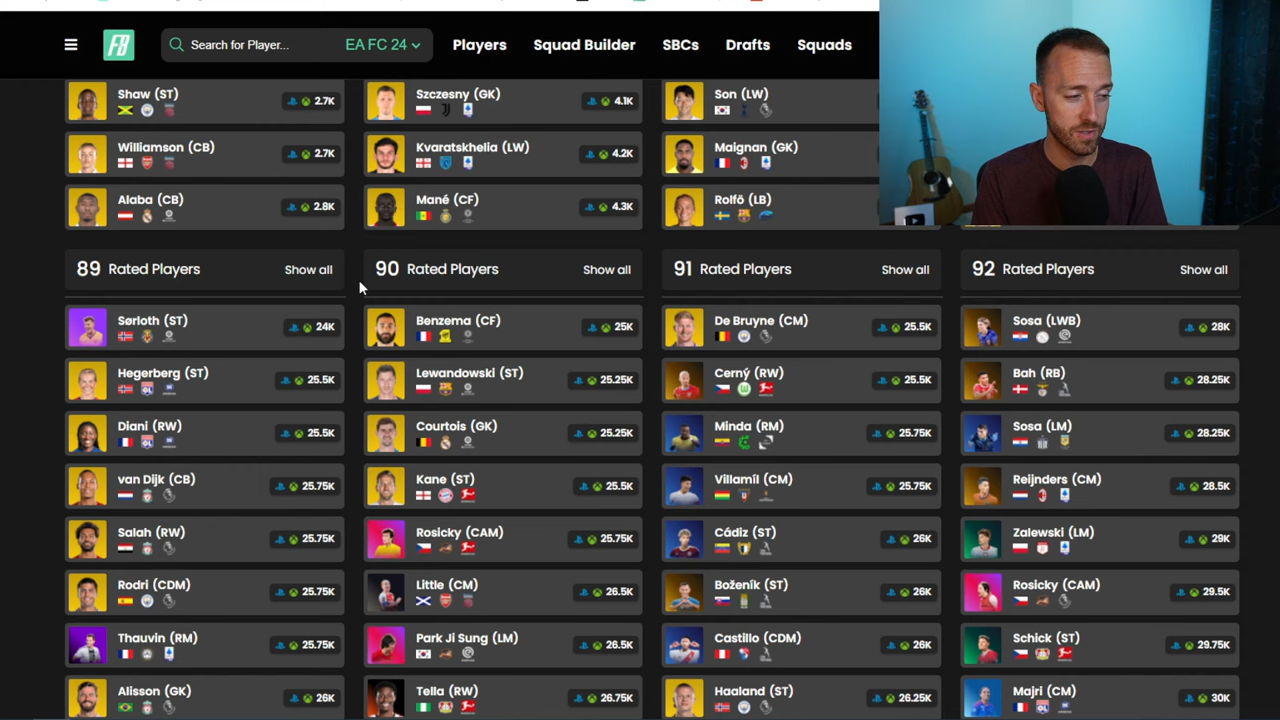 FB Search for Player... EA FC 24 Players Squad Builder SBCs Drafts Squads
Shaw (ST) 2.7K
Williamson (CB) 2.7K
Alaba (CB) 2.8K
Szczesny (GK) 4.1K
Kvaratskhelia (LW) 4.2K
Mané (CF) 4.3K
Son (LW)
Maignan (GK)
Rolfö (LB)
89 Rated Players Show all
Sørloth (ST) 24K
Hegerberg (ST) 25.5K
Diani (RW) 25.5K
van Dijk (CB) 25.75K
Salah (RW) 25.75K
Rodri (CDM) 25.75K
Thauvin (RM) 25.75K
Alisson (GK) 26K
90 Rated Players Show all
Benzema (CF) 25K
Lewandowski (ST) 25.25K
Courtois (GK) 25.25K
Kane (ST) 25.5K
Rosicky (CAM) 25.75K
Little (CM) 26.5K
Park Ji Sung (LM) 26.5K
Tella (RW) 26.75K
91 Rated Players Show all
De Bruyne (CM) 25.5K
Cerný (RW) 25.5K
Minda (RM) 25.75K
Villamíl (CM) 25.75K
Cádiz (ST) 26K
Boženík (ST) 26K
Castillo (CDM) 26K
Haaland (ST) 26.25K
92 Rated Players Show all
Sosa (LWB) 28K
Bah (RB) 28.25K
Sosa (LM) 28.25K
Reijnders (CM) 28.5K
Zalewski (LM) 29K
Rosicky (CAM) 29.5K
Schick (ST) 29.75K
Majri (CM) 30K